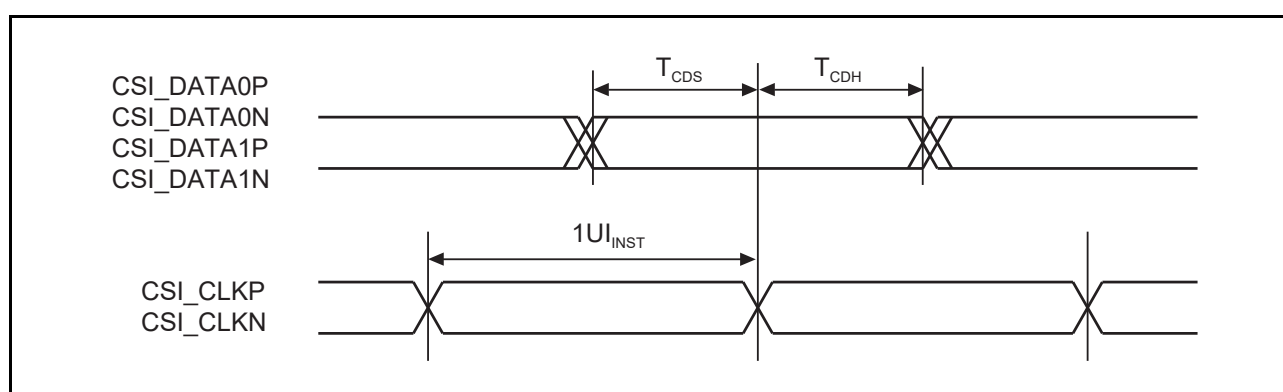 T_CDS T_CDH
CSI_DATA0P
CSI_DATA0N
CSI_DATA1P
CSI_DATA1N
1UI_INST
CSI_CLKP
CSI_CLKN